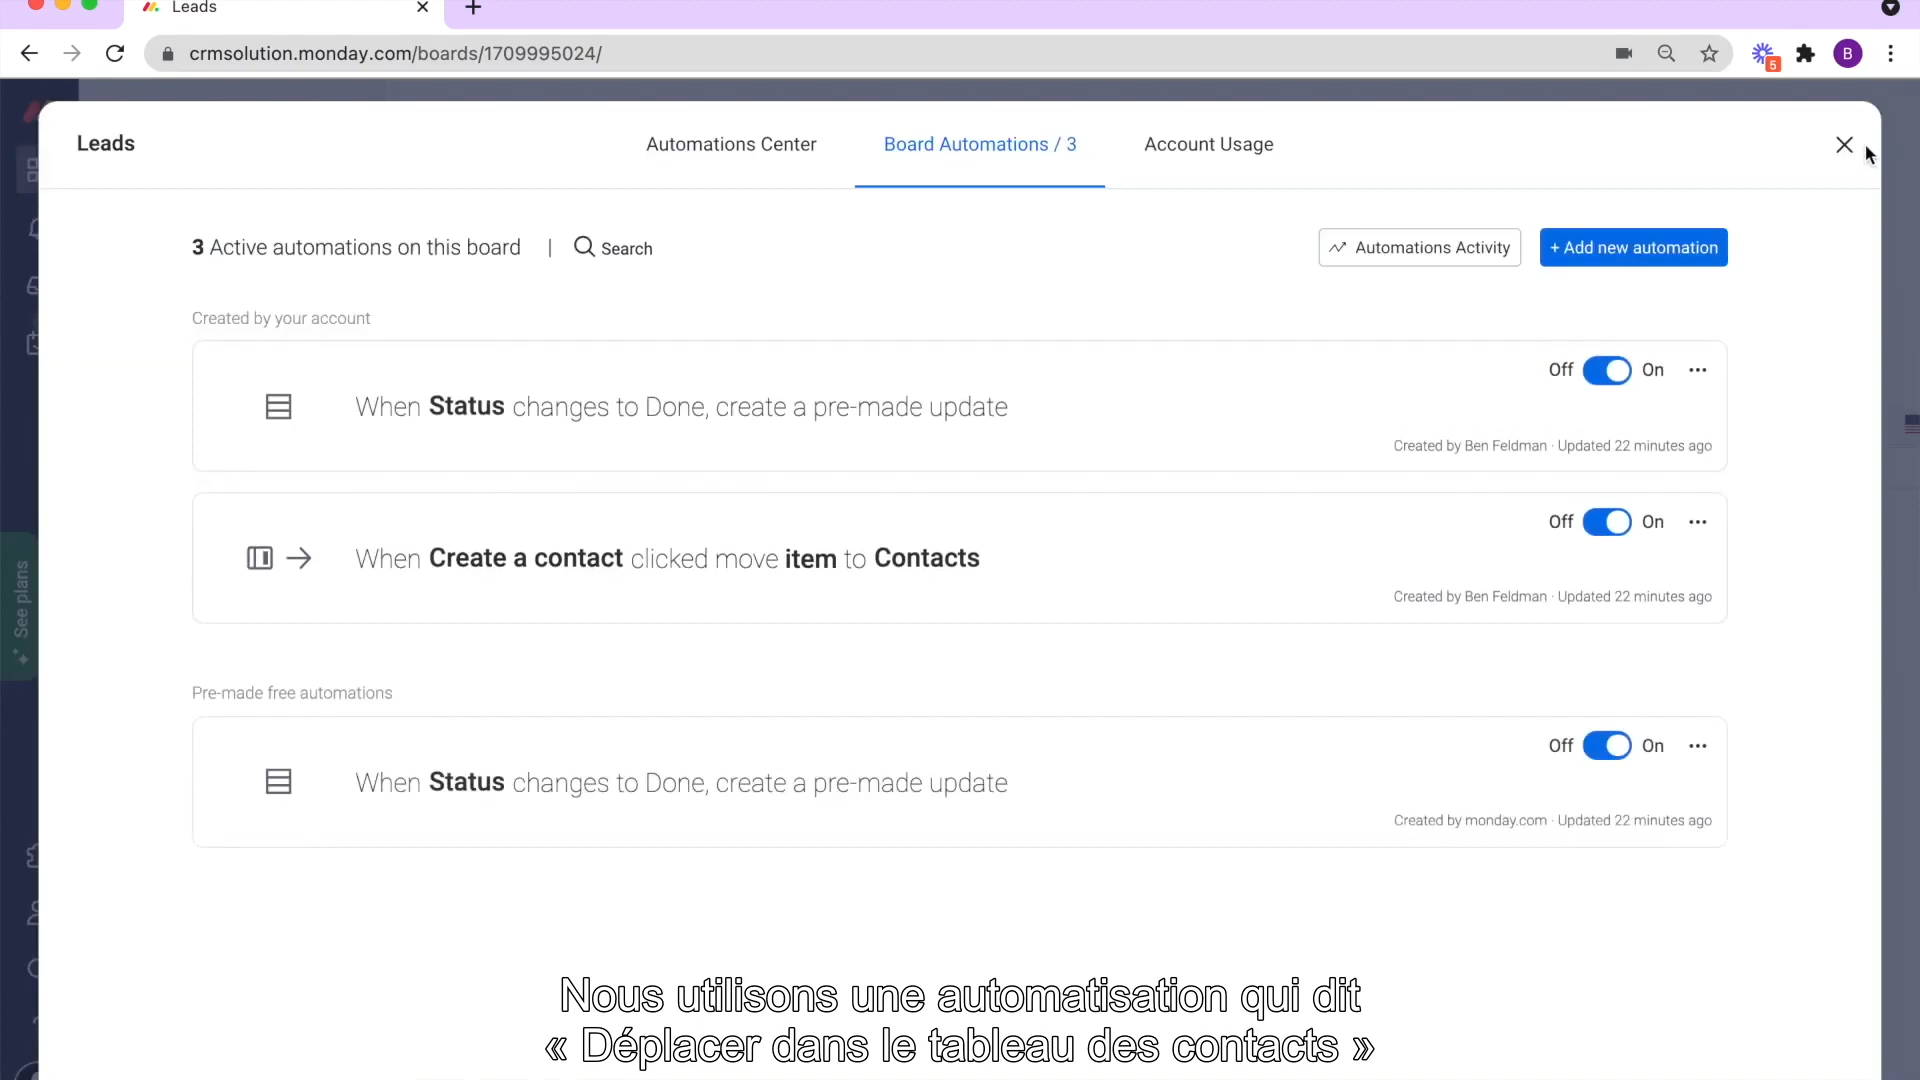 Leads
crmsolution.monday.com/boards/1709995024/
5
B
Leads
Automations Center
Board Automations / 3
Account Usage
3 Active automations on this board | Search
Automations Activity
+ Add new automation
Created by your account
Off On
When Status changes to Done, create a pre-made update
Created by Ben Feldman · Updated 22 minutes ago
Off On
When Create a contact clicked move item to Contacts
Created by Ben Feldman · Updated 22 minutes ago
See plans
Pre-made free automations
Off On
When Status changes to Done, create a pre-made update
Created by monday.com · Updated 22 minutes ago
Nous utilisons une automatisation qui dit
« Déplacer dans le tableau des contacts »